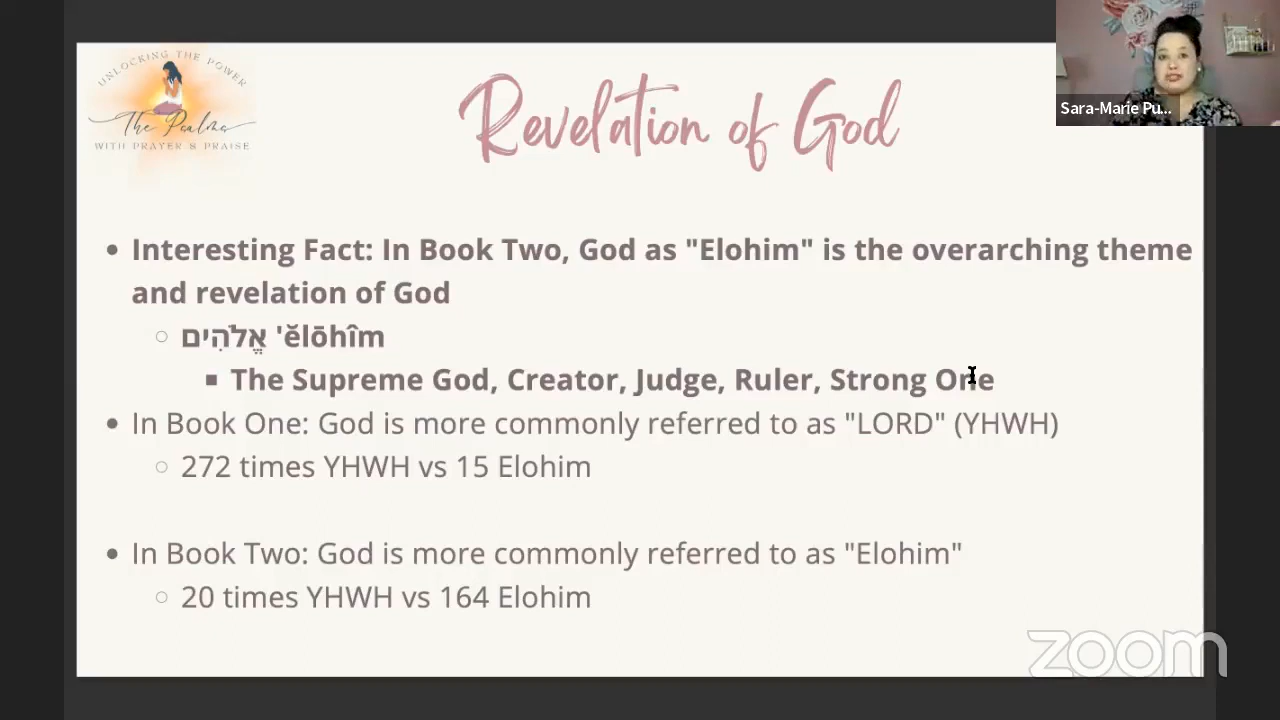 UNLOCKING THE POWER
The Psalms
WITH PRAYER & PRAISE
Revelation of God
Sara-Marie Pu...
• Interesting Fact: In Book Two, God as "Elohim" is the overarching theme
and revelation of God
○ אֱלֹהִים 'ĕlōhîm
▪ The Supreme God, Creator, Judge, Ruler, Strong One
• In Book One: God is more commonly referred to as "LORD" (YHWH)
○ 272 times YHWH vs 15 Elohim
• In Book Two: God is more commonly referred to as "Elohim"
○ 20 times YHWH vs 164 Elohim
zoom